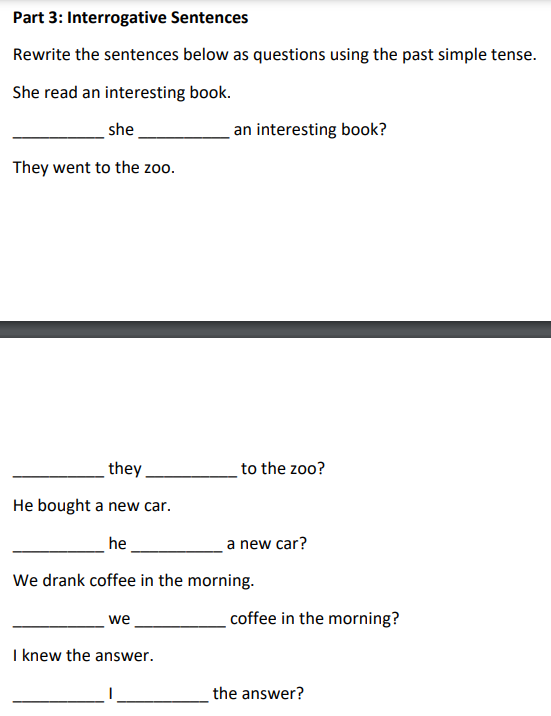 Part 3: Interrogative Sentences
Rewrite the sentences below as questions using the past simple tense.
She read an interesting book.
__________ she __________ an interesting book?
They went to the zoo.
__________ they __________ to the zoo?
He bought a new car.
__________ he __________ a new car?
We drank coffee in the morning.
__________ we __________ coffee in the morning?
I knew the answer.
__________ I __________ the answer?